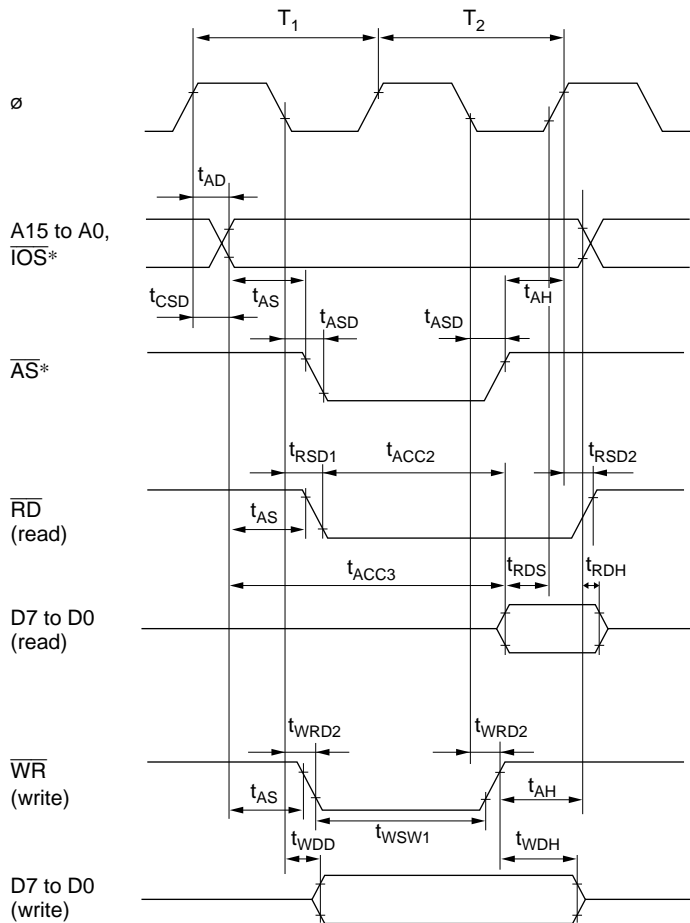 T1 T2
ø
tAD
A15 to A0,
IOS*
tCSD tAS tASD tASD tAH
AS*
tRSD1 tACC2 tRSD2
RD
(read)
tAS
tACC3 tRDS tRDH
D7 to D0
(read)
tWRD2 tWRD2
WR
(write)
tAS tWSW1 tAH
tWDD tWDH
D7 to D0
(write)